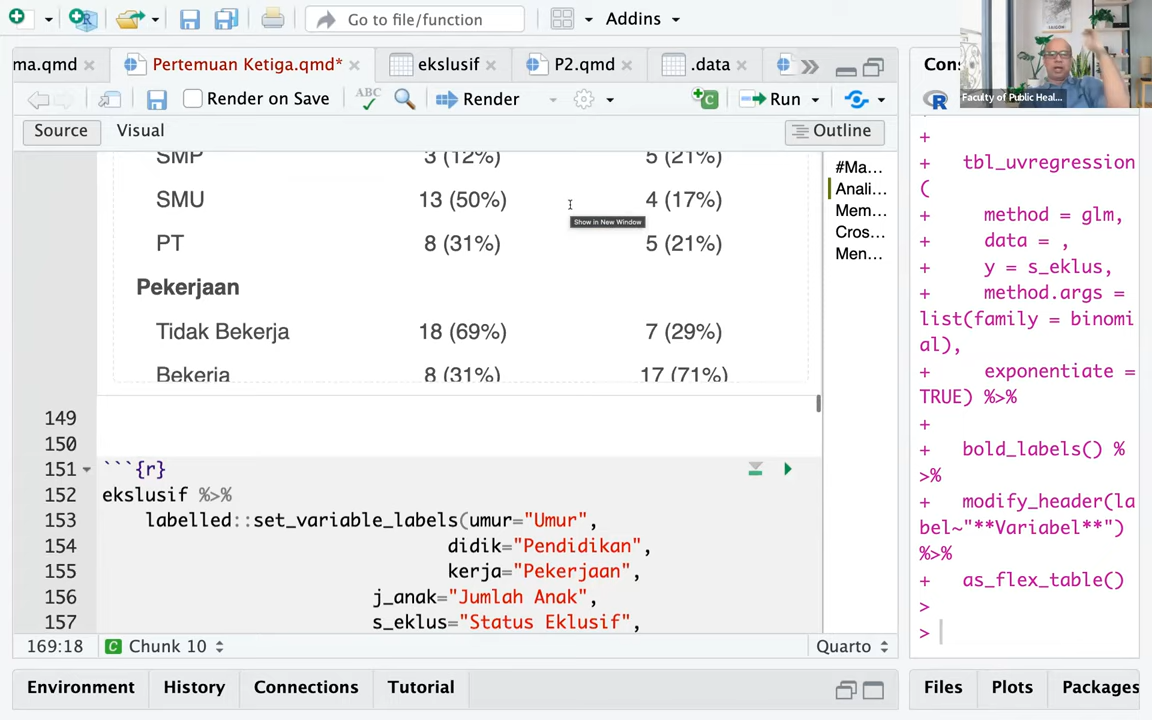 Go to file/function
Addins
ma.qmd
Pertemuan Ketiga.qmd*
ekslusif
P2.qmd
.data
Cons
Render on Save
ABC
Render
Run
Faculty of Public Heal...
Source
Visual
Outline
SMP 3 (12%) 5 (21%)
SMU 13 (50%) 4 (17%)
Show in New Window
PT 8 (31%) 5 (21%)
Pekerjaan
Tidak Bekerja 18 (69%) 7 (29%)
Bekerja 8 (31%) 17 (71%)
#Ma...
Anali...
Mem...
Cros...
Men...
149
150
151 ```{r}
152 ekslusif %>%
153 labelled::set_variable_labels(umur="Umur",
154 didik="Pendidikan",
155 kerja="Pekerjaan",
156 j_anak="Jumlah Anak",
157 s_eklus="Status Eklusif",
169:18 Chunk 10 Quarto
+
+ tbl_uvregression
(
+ method = glm,
+ data = ,
+ y = s_eklus,
+ method.args =
list(family = binomi
al),
+ exponentiate =
TRUE) %>%
+
+ bold_labels() %
>%
+ modify_header(la
bel~"**Variabel**")
%>%
+ as_flex_table()
>
>
Environment
History
Connections
Tutorial
Files
Plots
Packages